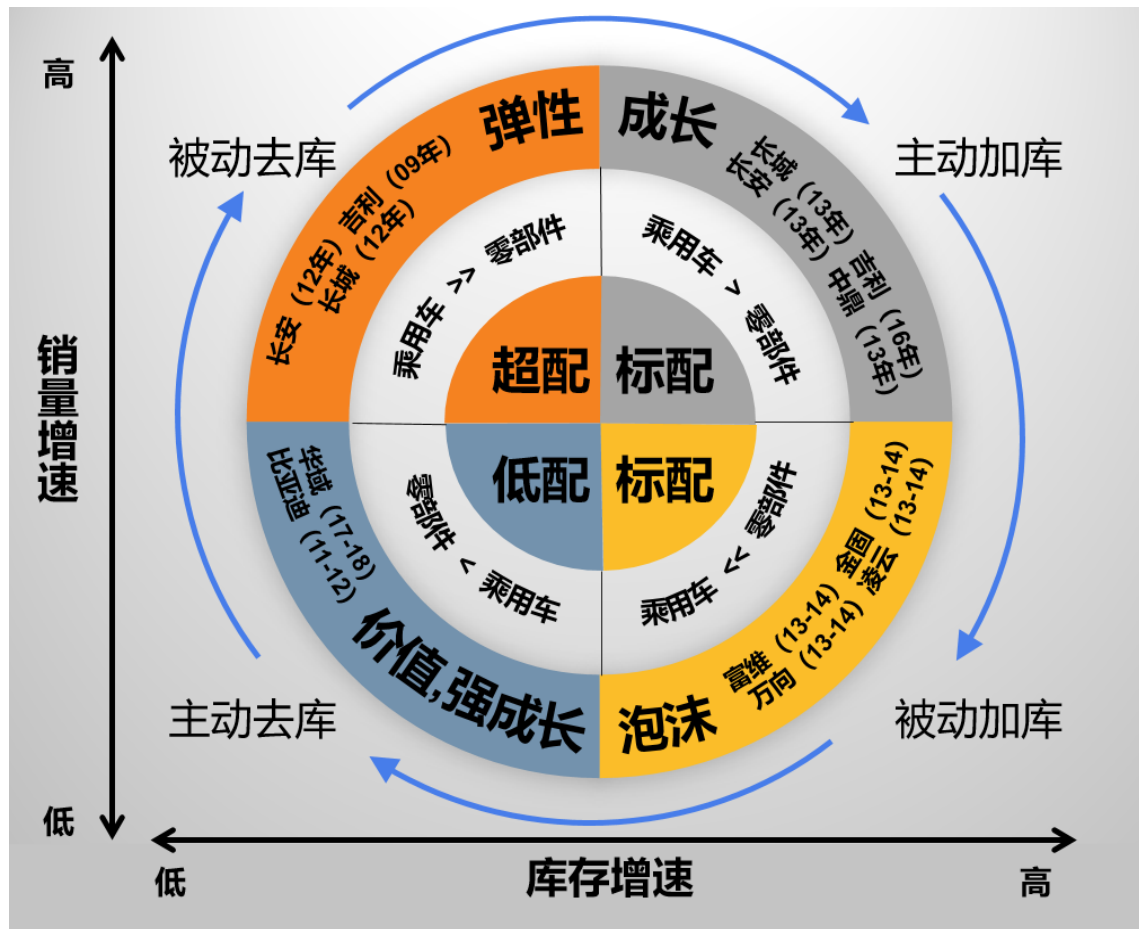 高
销量增速
低
低
库存增速
高
被动去库
主动加库
被动加库
主动去库
弹性
长安（12年）吉利（09年）
长城（12年）
成长
长城（13年）吉利（16年）
长安（13年）中鼎（13年）
乘用车 >> 零部件
乘用车 > 零部件
超配
标配
低配
标配
零部件 < 乘用车
乘用车 >> 零部件
华域（17-18）
比亚迪（11-12）
价值,强成长
泡沫
富维（13-14）金固（13-14）
万向（13-14）凌云（13-14）